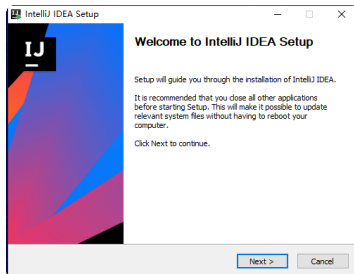 IntelliJ IDEA Setup
IJ
Welcome to IntelliJ IDEA Setup
Setup will guide you through the installation of IntelliJ IDEA.
It is recommended that you close all other applications
before starting Setup. This will make it possible to update
relevant system files without having to reboot your
computer.
Click Next to continue.
Next >
Cancel